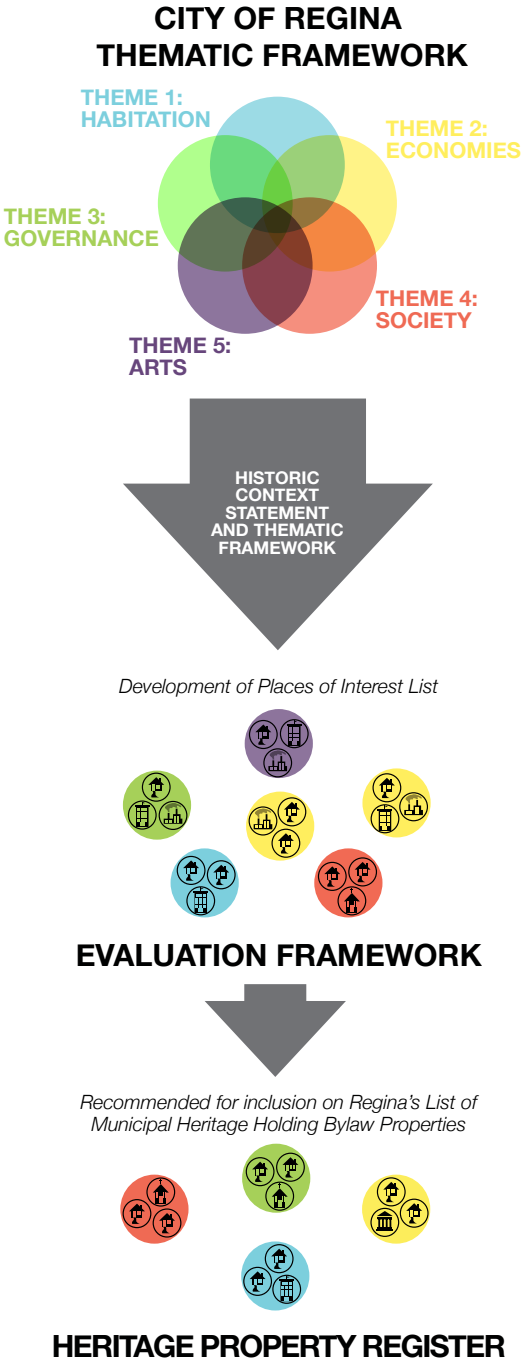 CITY OF REGINA
THEMATIC FRAMEWORK
THEME 1:
HABITATION
THEME 2:
ECONOMIES
THEME 3:
GOVERNANCE
THEME 4:
SOCIETY
THEME 5:
ARTS
HISTORIC
CONTEXT
STATEMENT
AND THEMATIC
FRAMEWORK
Development of Places of Interest List
EVALUATION FRAMEWORK
Recommended for inclusion on Regina’s List of
Municipal Heritage Holding Bylaw Properties
HERITAGE PROPERTY REGISTER